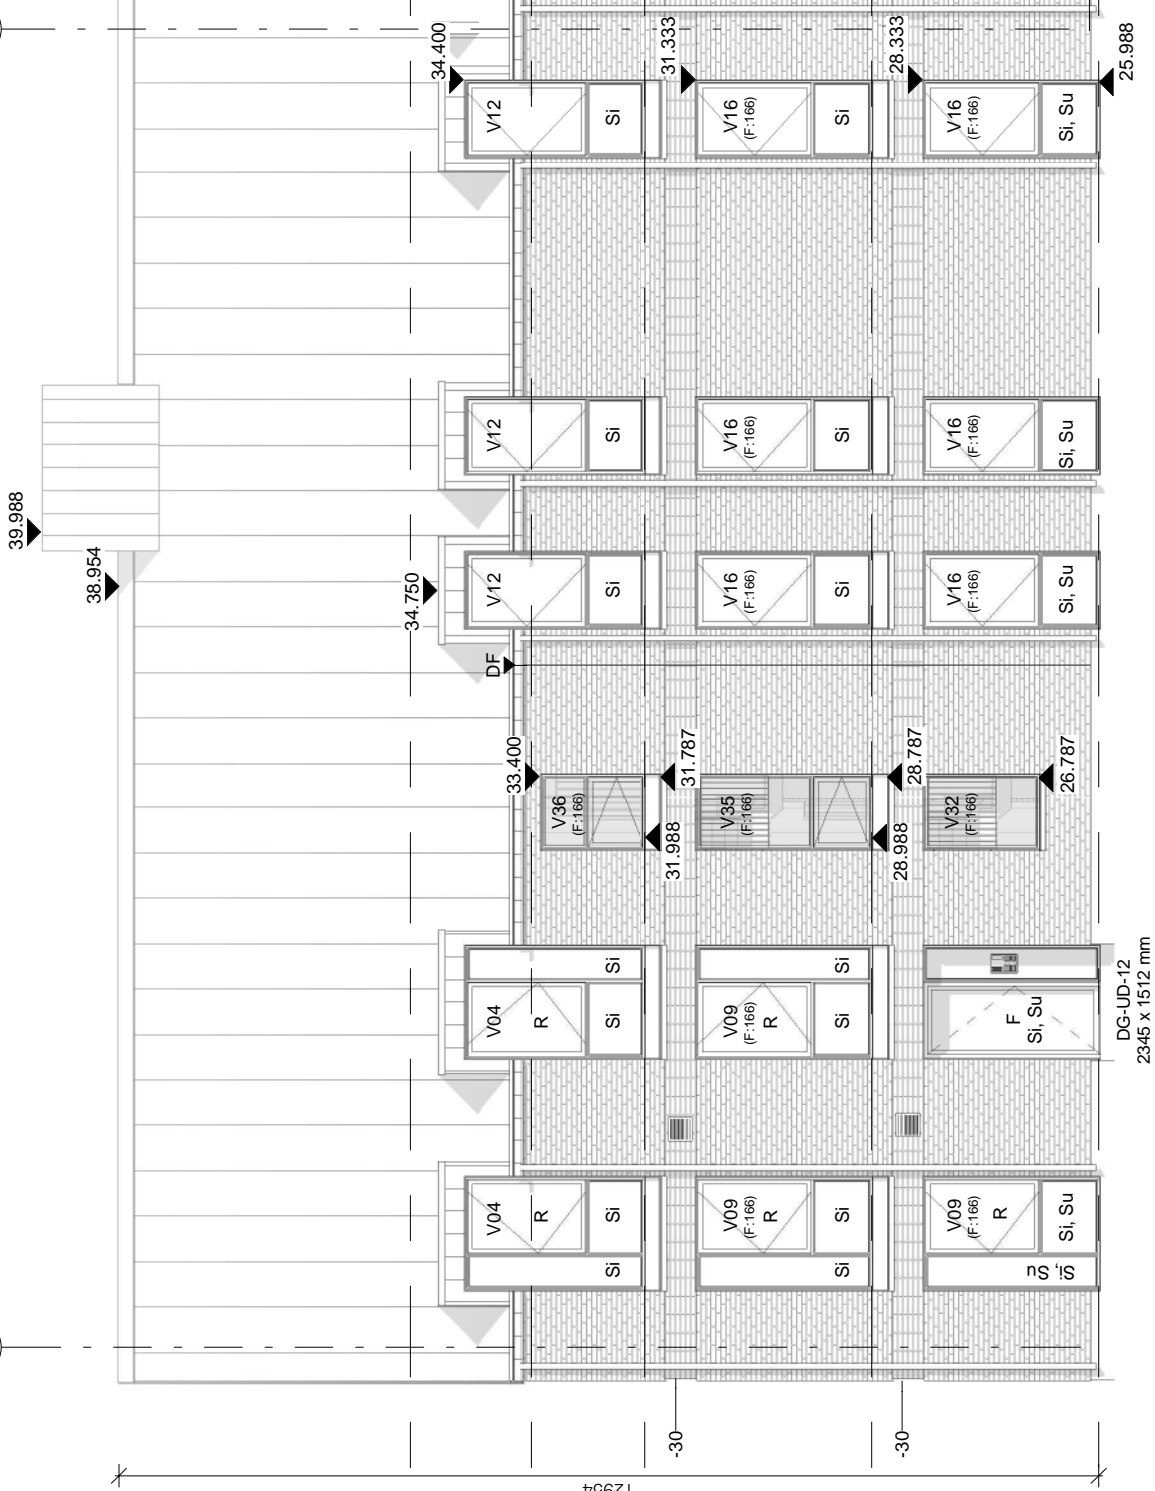 39.988
38.954
34.750
34.400
V04
V04
DF
V12
V12
V12
R
R
33.400
V36
(F:166)
Si
Si
Si
Si
Si
Si
Si
31.988
31.787
31.333
-30
V09
(F:166)
R
V09
(F:166)
R
V35
(F:166)
V16
(F:166)
V16
(F:166)
V16
(F:166)
Si
Si
Si
Si
Si
Si
Si
28.988
28.787
28.333
-30
V09
(F:166)
R
F
Si, Su
V32
(F:166)
V16
(F:166)
V16
(F:166)
V16
(F:166)
Si, Su
Si, Su
Si, Su
Si, Su
Si, Su
26.787
25.988
DG-UD-12
2345 x 1512 mm